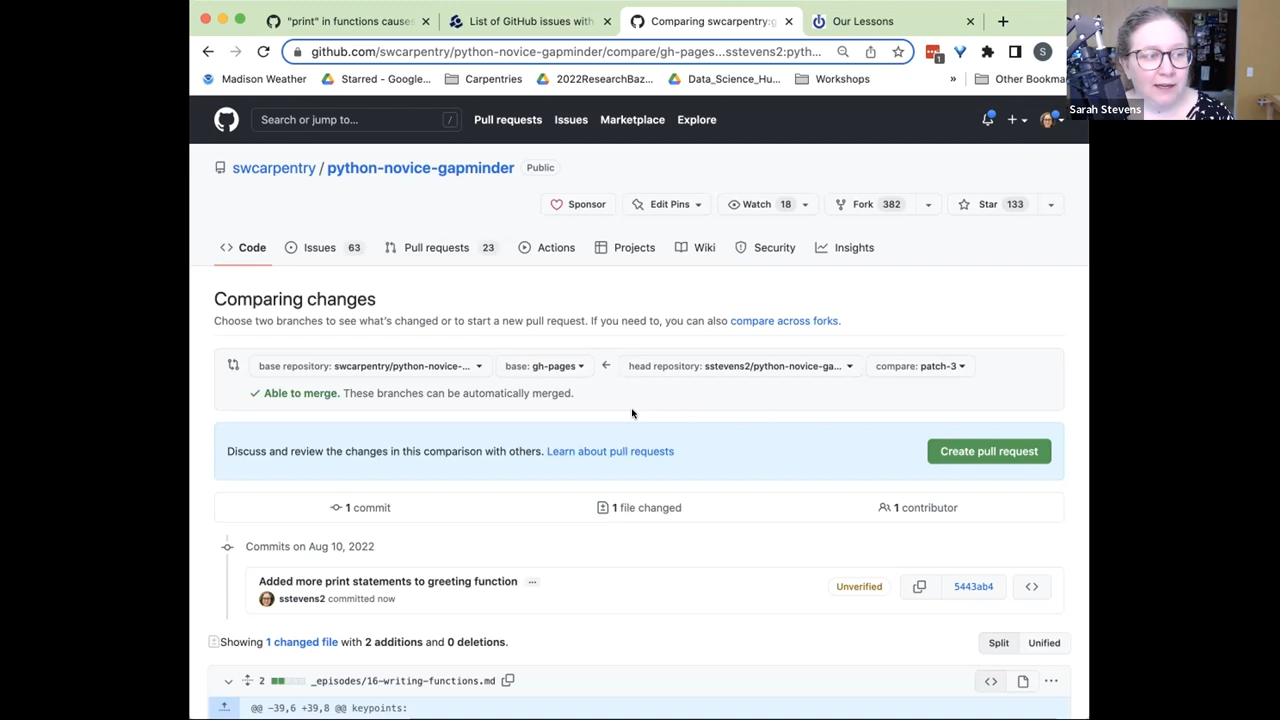 "print" in functions cause
List of GitHub issues with
Comparing swcarpentry:g
Our Lessons
github.com/swcarpentry/python-novice-gapminder/compare/gh-pages...sstevens2:pyth...
S
1
Madison Weather
Starred - Google...
Carpentries
2022ResearchBaz...
Data_Science_Hu...
Workshops
»
Other Bookma
Sarah Stevens
Search or jump to...
/
Pull requests
Issues
Marketplace
Explore
swcarpentry / python-novice-gapminder
Public
Sponsor
Edit Pins
Watch 18
Fork 382
Star 133
Code
Issues 63
Pull requests 23
Actions
Projects
Wiki
Security
Insights
Comparing changes
Choose two branches to see what's changed or to start a new pull request. If you need to, you can also compare across forks.
base repository: swcarpentry/python-novice-...
base: gh-pages
head repository: sstevens2/python-novice-ga...
compare: patch-3
Able to merge. These branches can be automatically merged.
Discuss and review the changes in this comparison with others. Learn about pull requests
Create pull request
1 commit
1 file changed
1 contributor
Commits on Aug 10, 2022
Added more print statements to greeting function
...
sstevens2 committed now
Unverified
5443ab4
Showing 1 changed file with 2 additions and 0 deletions.
Split
Unified
2
_episodes/16-writing-functions.md
...
@@ -39,6 +39,8 @@ keypoints: